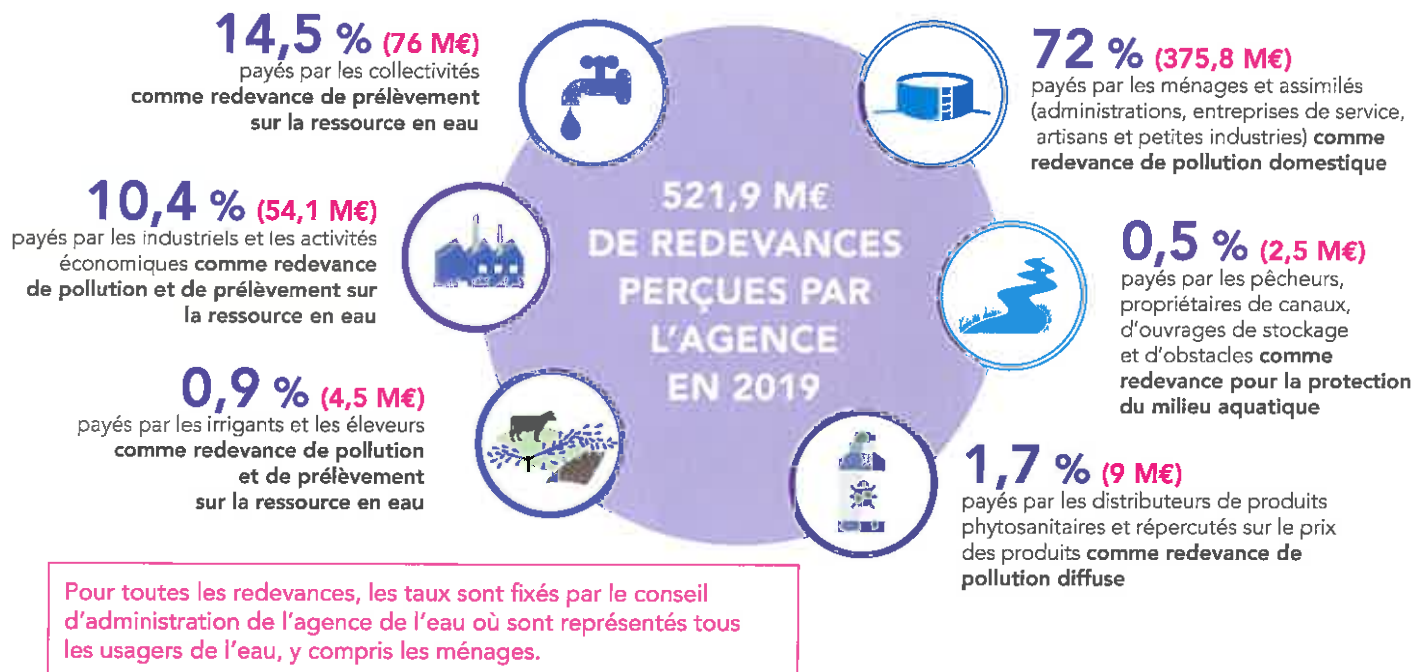 14,5 % (76 M€)
payés par les collectivités
comme redevance de prélèvement
sur la ressource en eau
10,4 % (54,1 M€)
payés par les industriels et les activités
économiques comme redevance
de pollution et de prélèvement sur
la ressource en eau
0,9 % (4,5 M€)
payés par les irrigants et les éleveurs
comme redevance de pollution
et de prélèvement
sur la ressource en eau
521,9 M€
DE REDEVANCES
PERÇUES PAR
L'AGENCE
EN 2019
72 % (375,8 M€)
payés par les ménages et assimilés
(administrations, entreprises de service,
artisans et petites industries) comme
redevance de pollution domestique
0,5 % (2,5 M€)
payés par les pêcheurs,
propriétaires de canaux,
d'ouvrages de stockage
et d'obstacles comme
redevance pour la protection
du milieu aquatique
1,7 % (9 M€)
payés par les distributeurs de produits
phytosanitaires et répercutés sur le prix
des produits comme redevance de
pollution diffuse
Pour toutes les redevances, les taux sont fixés par le conseil
d'administration de l'agence de l'eau où sont représentés tous
les usagers de l'eau, y compris les ménages.